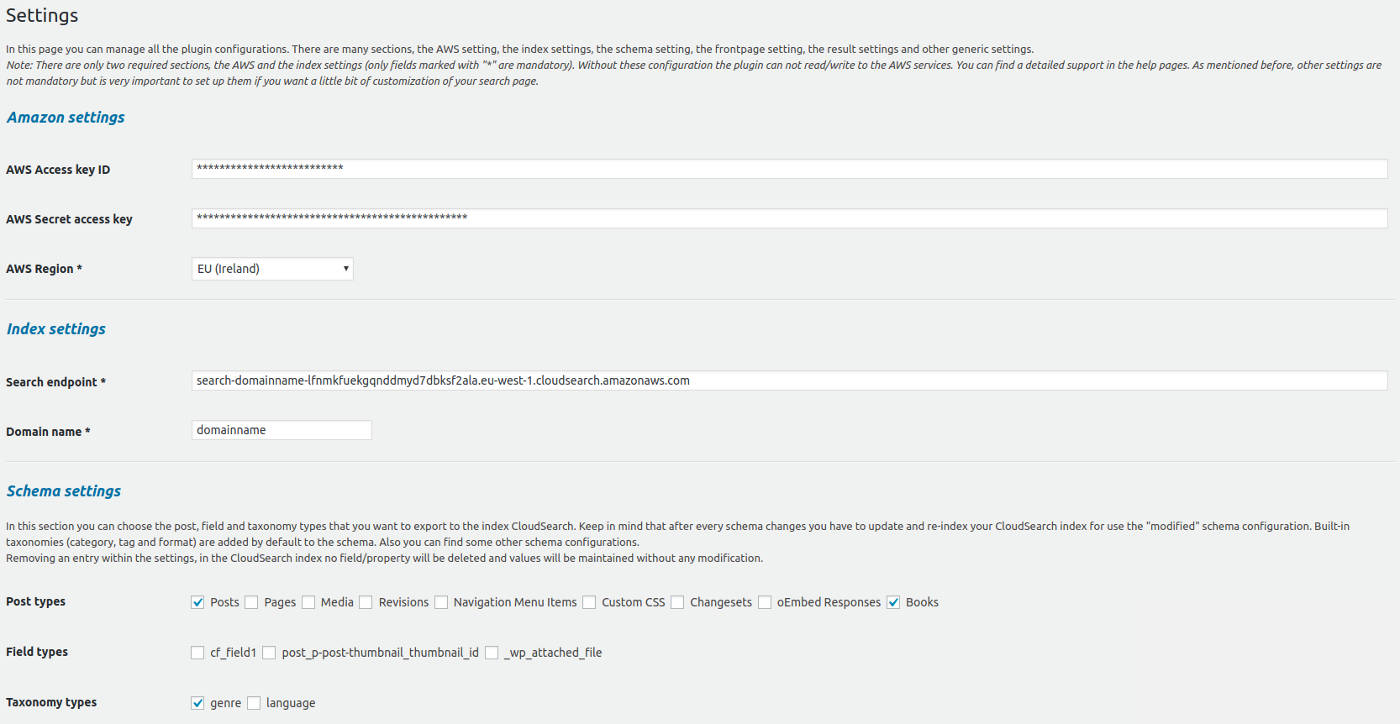 Settings
In this page you can manage all the plugin configurations. There are many sections, the AWS setting, the index settings, the schema setting, the frontpage setting, the result settings and other generic settings.
Note: There are only two required sections, the AWS and the index settings (only fields marked with "*" are mandatory). Without these configuration the plugin can not read/write to the AWS services. You can find a detailed support in the help pages. As mentioned before, other settings are
not mandatory but is very important to set up them if you want a little bit of customization of your search page.
Amazon settings
AWS Access key ID **************************
AWS Secret access key ************************************************
AWS Region * EU (Ireland)
Index settings
Search endpoint * search-domainname-lfnmkfuekgqnddmyd7dbksf2ala.eu-west-1.cloudsearch.amazonaws.com
Domain name * domainname
Schema settings
In this section you can choose the post, field and taxonomy types that you want to export to the index CloudSearch. Keep in mind that after every schema changes you have to update and re-index your CloudSearch index for use the "modified" schema configuration. Built-in
taxonomies (category, tag and format) are added by default to the schema. Also you can find some other schema configurations.
Removing an entry within the settings, in the CloudSearch index no field/property will be deleted and values will be maintained without any modification.
Post types Posts Pages Media Revisions Navigation Menu Items Custom CSS Changesets oEmbed Responses Books
Field types cf_field1 post_p-post-thumbnail_thumbnail_id _wp_attached_file
Taxonomy types genre language